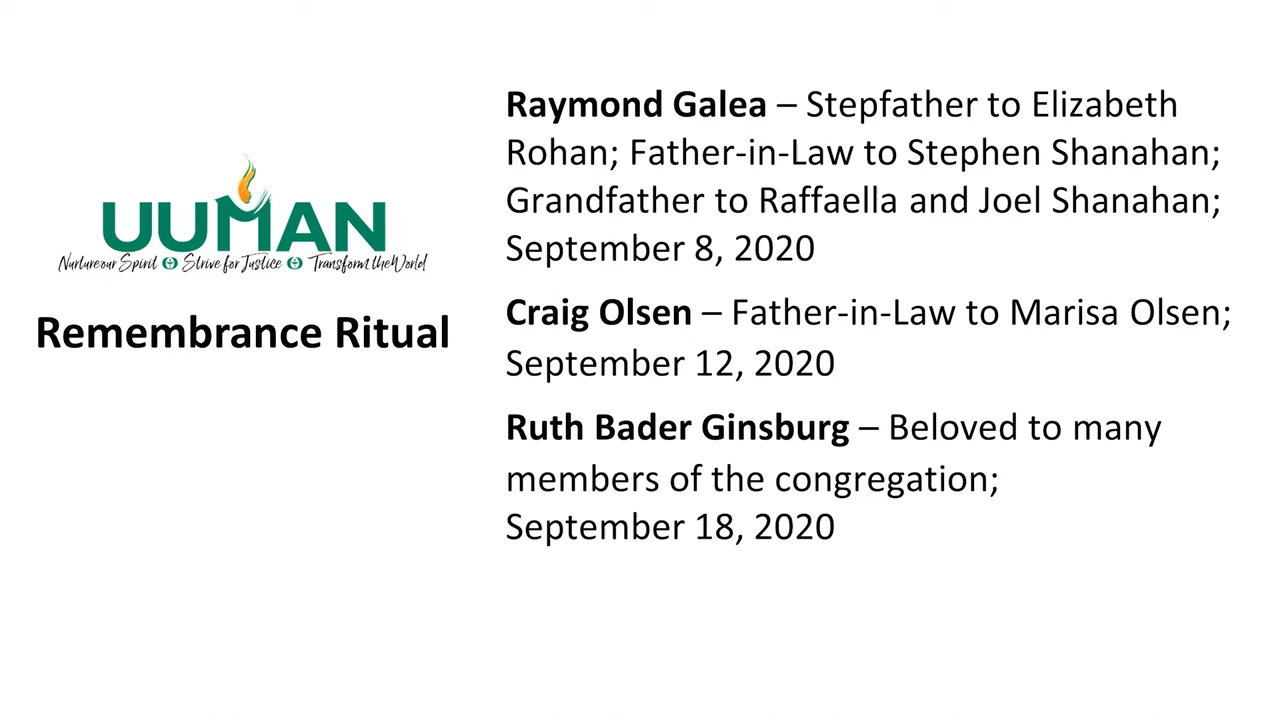 UUMAN
Nurture our Spirit Strive for Justice Transform the World
Remembrance Ritual
Raymond Galea – Stepfather to Elizabeth
Rohan; Father-in-Law to Stephen Shanahan;
Grandfather to Raffaella and Joel Shanahan;
September 8, 2020
Craig Olsen – Father-in-Law to Marisa Olsen;
September 12, 2020
Ruth Bader Ginsburg – Beloved to many
members of the congregation;
September 18, 2020